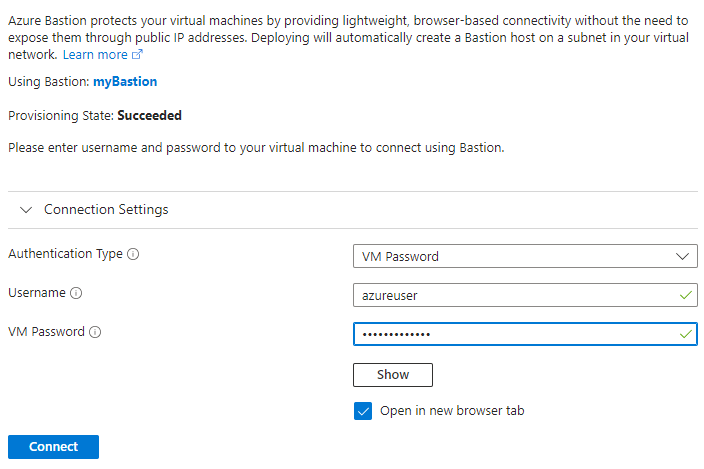 Azure Bastion protects your virtual machines by providing lightweight, browser-based connectivity without the need to
expose them through public IP addresses. Deploying will automatically create a Bastion host on a subnet in your virtual
network. Learn more
Using Bastion: myBastion
Provisioning State: Succeeded
Please enter username and password to your virtual machine to connect using Bastion.
Connection Settings
Authentication Type
VM Password
Username
azureuser
VM Password
•••••••••••••
Show
Open in new browser tab
Connect